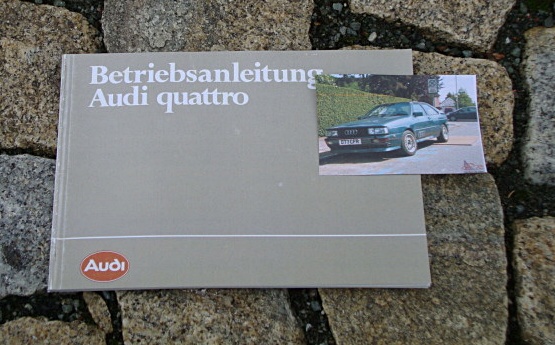 Betriebsanleitung
Audi quattro
Audi